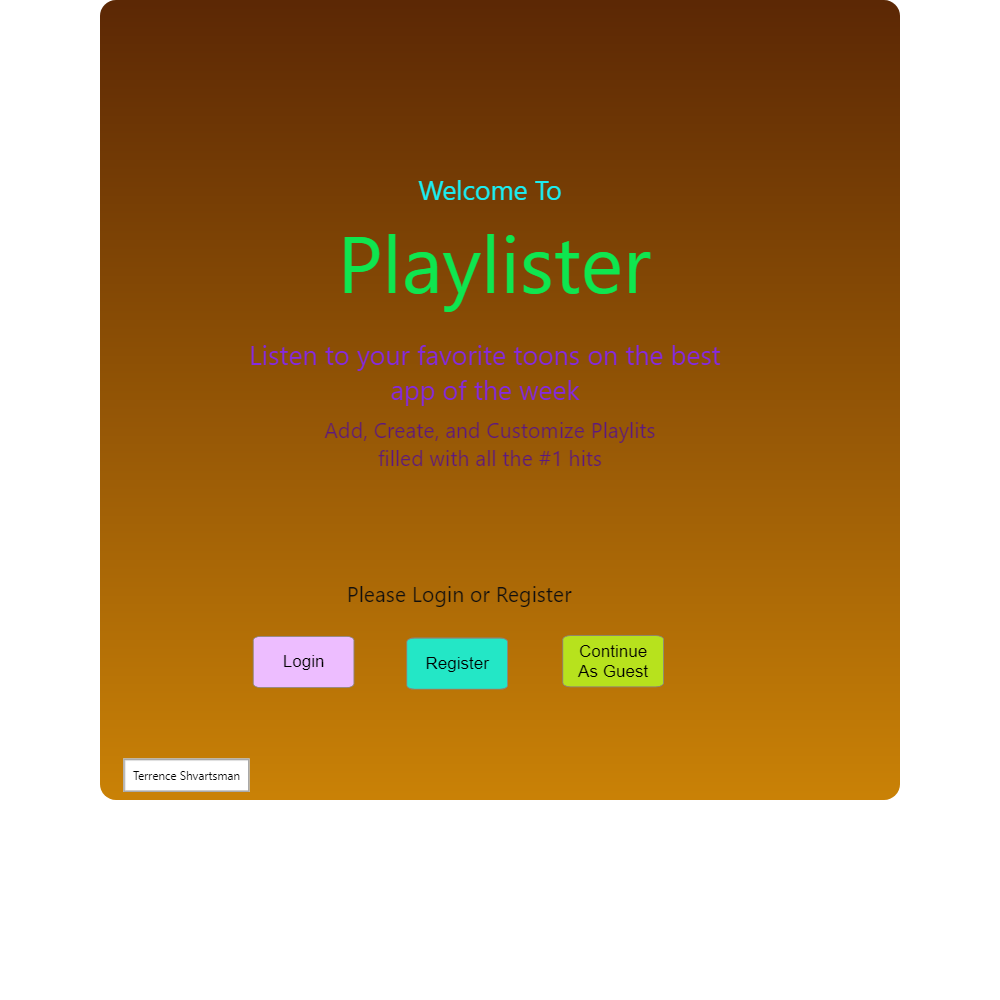 Welcome To
Playlister
Listen to your favorite toons on the best
app of the week
Add, Create, and Customize Playlits
filled with all the #1 hits
Please Login or Register
Login
Register
Continue
As Guest
Terrence Shvartsman